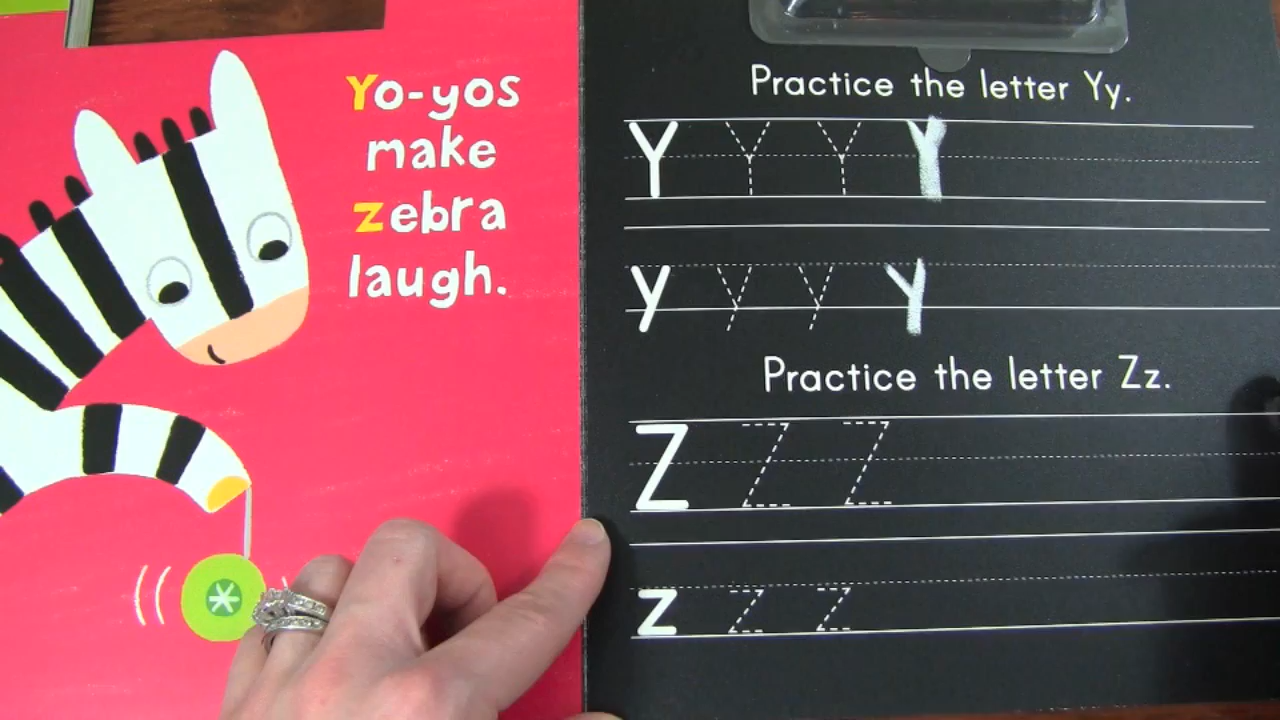 Yo-yos
make
zebra
laugh.
Practice the letter Yy.
Y Y Y Y
y y y y
Practice the letter Zz.
Z Z Z
z z z